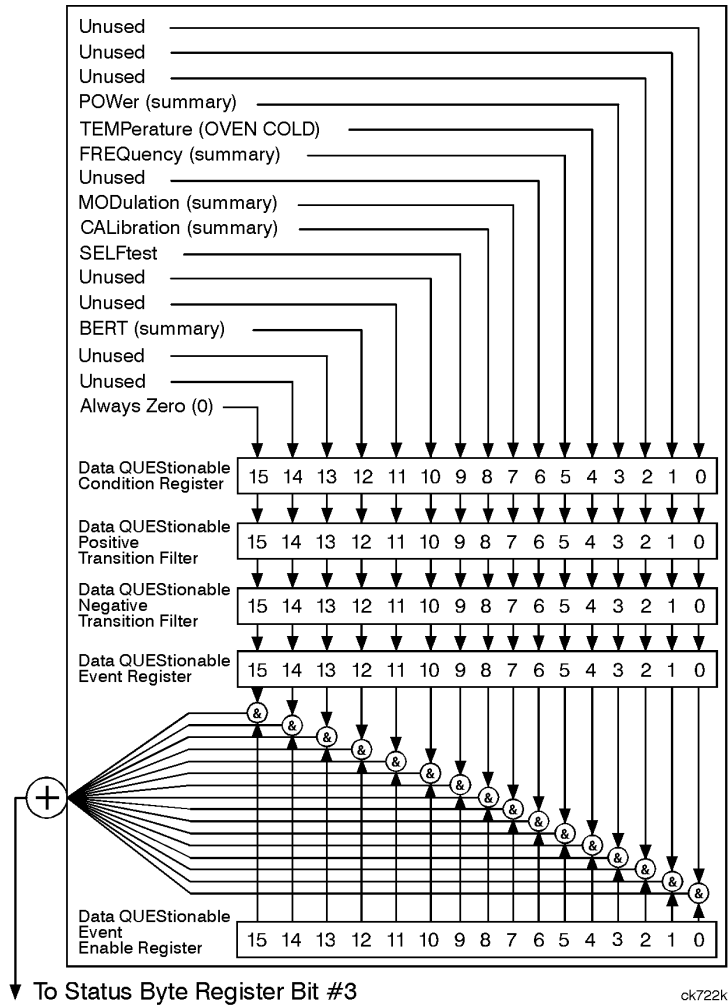 Unused
Unused
Unused
POWer (summary)
TEMPerature (OVEN COLD)
FREQuency (summary)
Unused
MODulation (summary)
CALibration (summary)
SELFtest
Unused
Unused
BERT (summary)
Unused
Unused
Always Zero (0)
Data QUEStionable
Condition Register
15 14 13 12 11 10 9 8 7 6 5 4 3 2 1 0
Data QUEStionable
Positive
Transition Filter
15 14 13 12 11 10 9 8 7 6 5 4 3 2 1 0
Data QUEStionable
Negative
Transition Filter
15 14 13 12 11 10 9 8 7 6 5 4 3 2 1 0
Data QUEStionable
Event Register
15 14 13 12 11 10 9 8 7 6 5 4 3 2 1 0
& & & & & & & & & & & & & & & &
+
Data QUEStionable
Event
Enable Register
15 14 13 12 11 10 9 8 7 6 5 4 3 2 1 0
To Status Byte Register Bit #3
ck722k